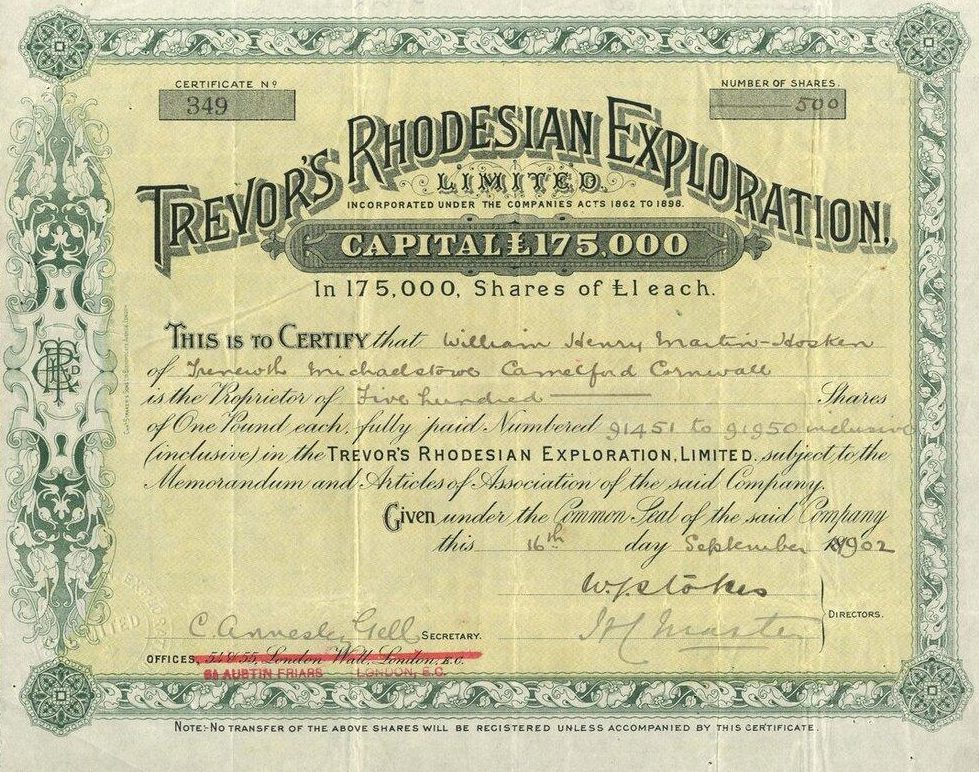 CERTIFICATE Nº
349
NUMBER OF SHARES.
500
TREVOR'S RHODESIAN EXPLORATION,
LIMITED.
INCORPORATED UNDER THE COMPANIES ACTS 1862 TO 1898.
CAPITAL £175,000
In 175,000, Shares of £1 each.
THIS IS TO CERTIFY that William Henry Martin-Hosken
of Trenewth Michaelstowe Camelford Cornwall
is the Proprietor of Five hundred Shares
of One Pound each, fully paid Numbered 91451 to 91950 inclusive
(inclusive) in the TREVOR'S RHODESIAN EXPLORATION, LIMITED. subject to the
Memorandum and Articles of Association of the said Company.
Given under the Common Seal of the said Company
this 16th day September 1902
W. J. Stokes
DIRECTORS.
C Annesley Gell SECRETARY.
OFFICES, 54 & 55, London Wall, London, E.C.
AUSTIN FRIARS LONDON, E.C.
NOTE:-NO TRANSFER OF THE ABOVE SHARES WILL BE REGISTERED UNLESS ACCOMPANIED BY THIS CERTIFICATE.